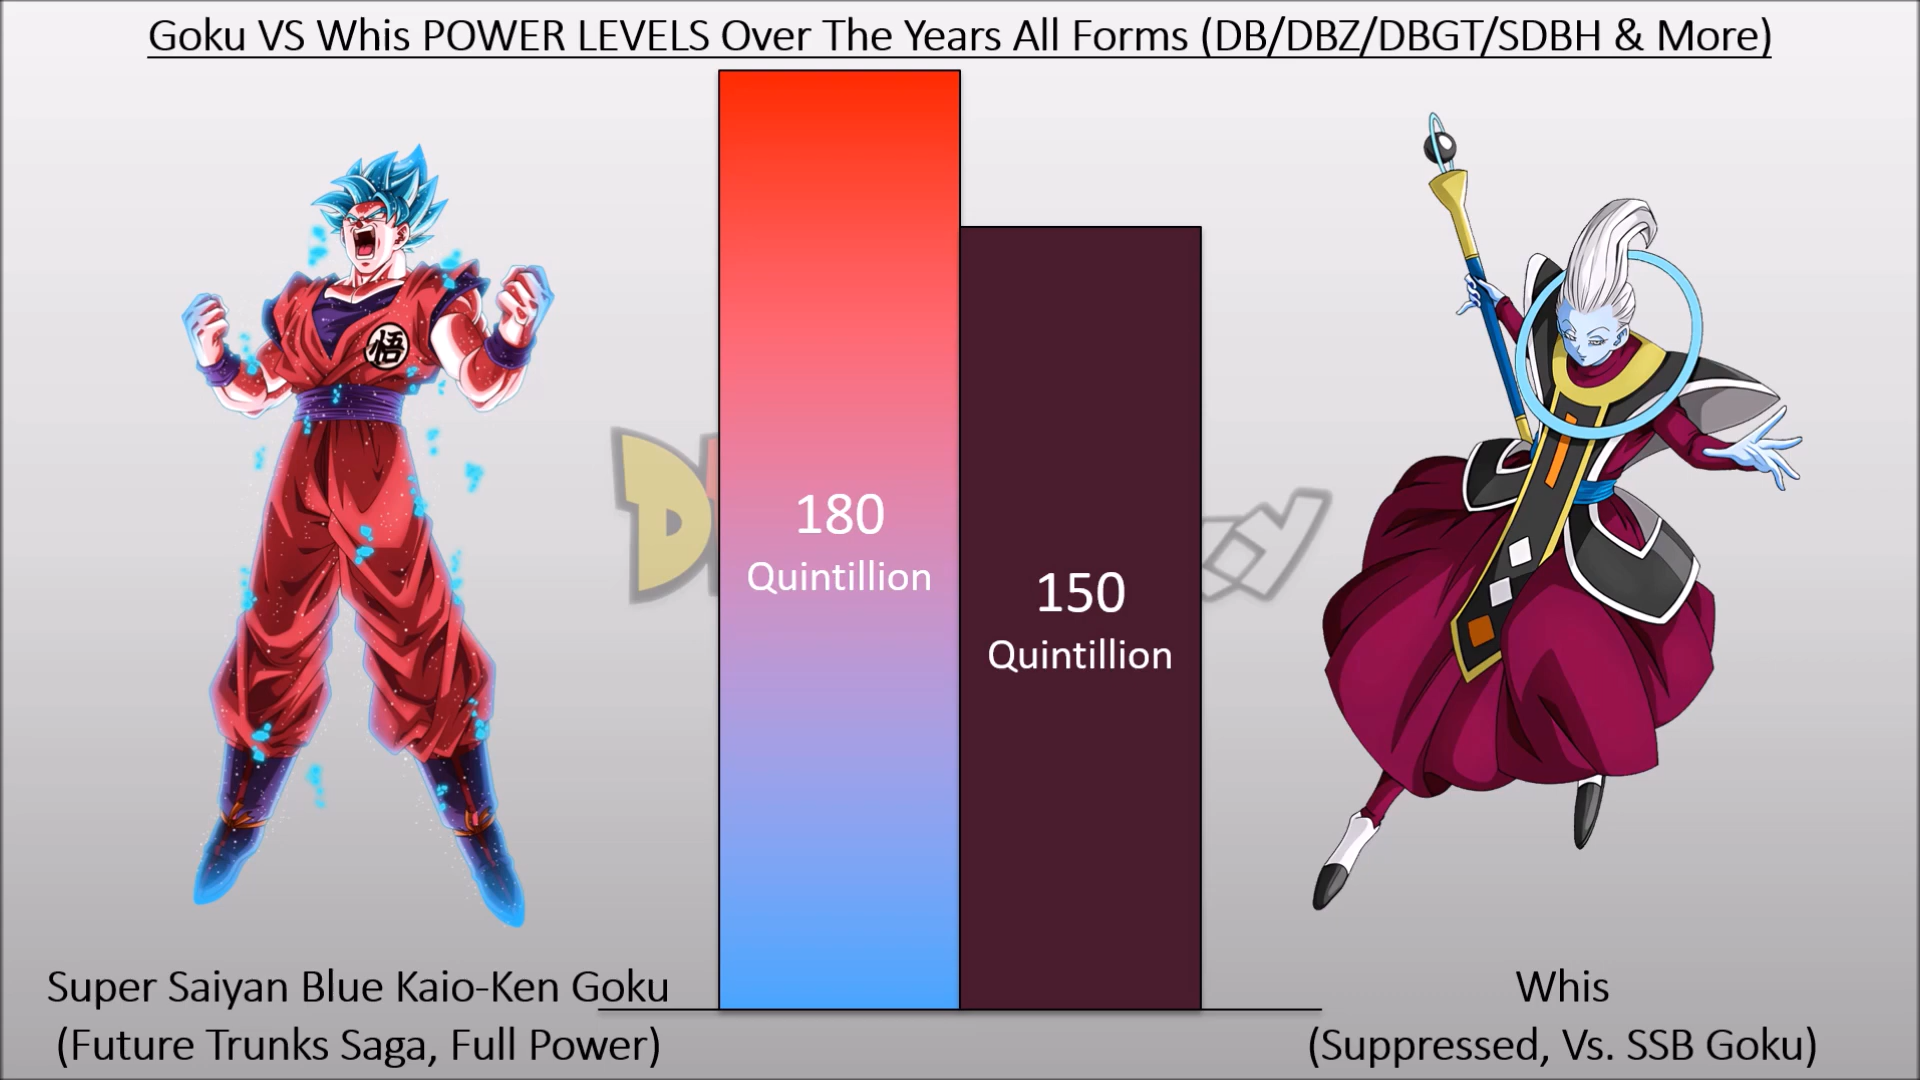 Goku VS Whis POWER LEVELS Over The Years All Forms (DB/DBZ/DBGT/SDBH & More)
悟
180
Quintillion
150
Quintillion
Super Saiyan Blue Kaio-Ken Goku
(Future Trunks Saga, Full Power)
Whis
(Suppressed, Vs. SSB Goku)